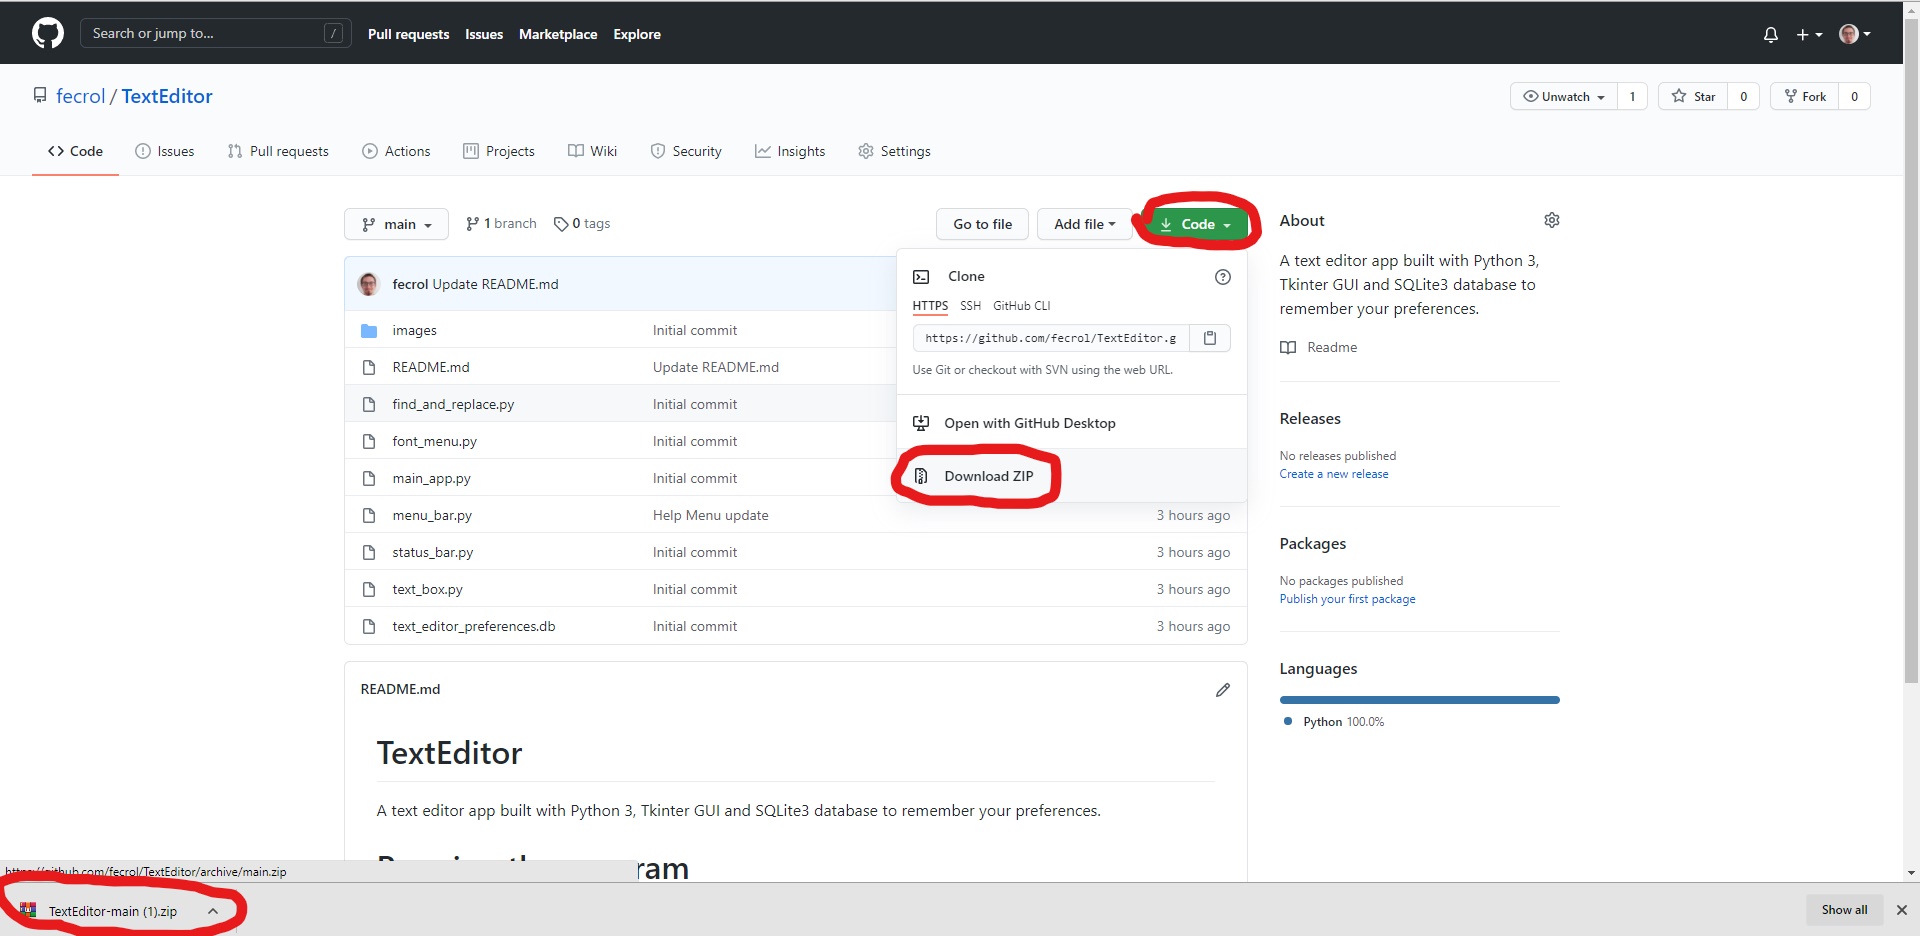 Search or jump to... /
Pull requests Issues Marketplace Explore
fecrol / TextEditor
Unwatch 1 Star 0 Fork 0
Code Issues Pull requests Actions Projects Wiki Security Insights Settings
main 1 branch 0 tags Go to file Add file Code
fecrol Update README.md
images Initial commit
README.md Update README.md
find_and_replace.py Initial commit
font_menu.py Initial commit
main_app.py Initial commit
menu_bar.py Help Menu update 3 hours ago
status_bar.py Initial commit 3 hours ago
text_box.py Initial commit 3 hours ago
text_editor_preferences.db Initial commit 3 hours ago
Clone
HTTPS SSH GitHub CLI
https://github.com/fecrol/TextEditor.g
Use Git or checkout with SVN using the web URL.
Open with GitHub Desktop
Download ZIP
About
A text editor app built with Python 3,
Tkinter GUI and SQLite3 database to
remember your preferences.
Readme
Releases
No releases published
Create a new release
Packages
No packages published
Publish your first package
Languages
Python 100.0%
README.md
TextEditor
A text editor app built with Python 3, Tkinter GUI and SQLite3 database to remember your preferences.
https://github.com/fecrol/TextEditor/archive/main.zip
TextEditor-main (1).zip
Show all